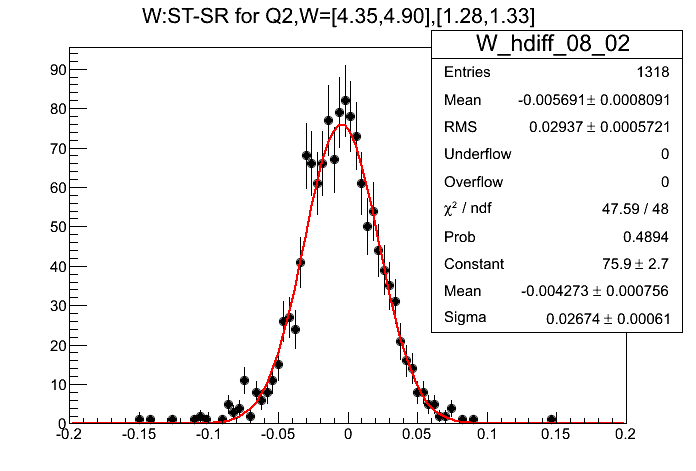 W:ST-SR for Q2,W=[4.35,4.90],[1.28,1.33]
W_hdiff_08_02
Entries 1318
Mean -0.005691± 0.0008091
RMS 0.02937 ± 0.0005721
Underflow 0
Overflow 0
χ² / ndf 47.59 / 48
Prob 0.4894
Constant 75.9 ± 2.7
Mean -0.004273 ± 0.000756
Sigma 0.02674 ± 0.00061
90
80
70
60
50
40
30
20
10
0
-0.2 -0.15 -0.1 -0.05 0 0.05 0.1 0.15 0.2